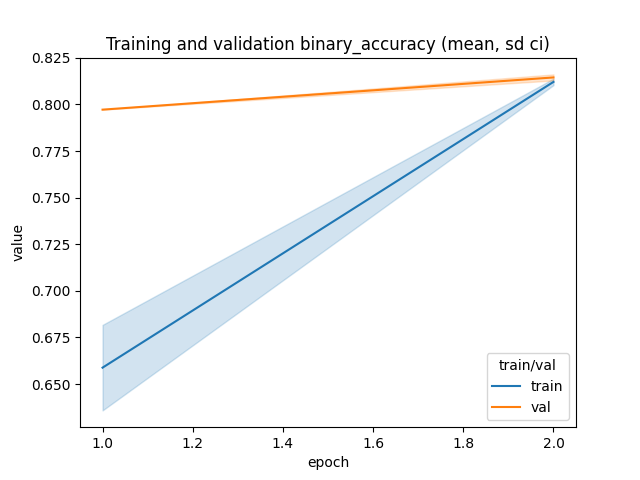 Training and validation binary_accuracy (mean, sd ci)
0.825
0.800
0.775
0.750
0.725
0.700
0.675
0.650
value
1.0 1.2 1.4 1.6 1.8 2.0
epoch
train/val
train
val